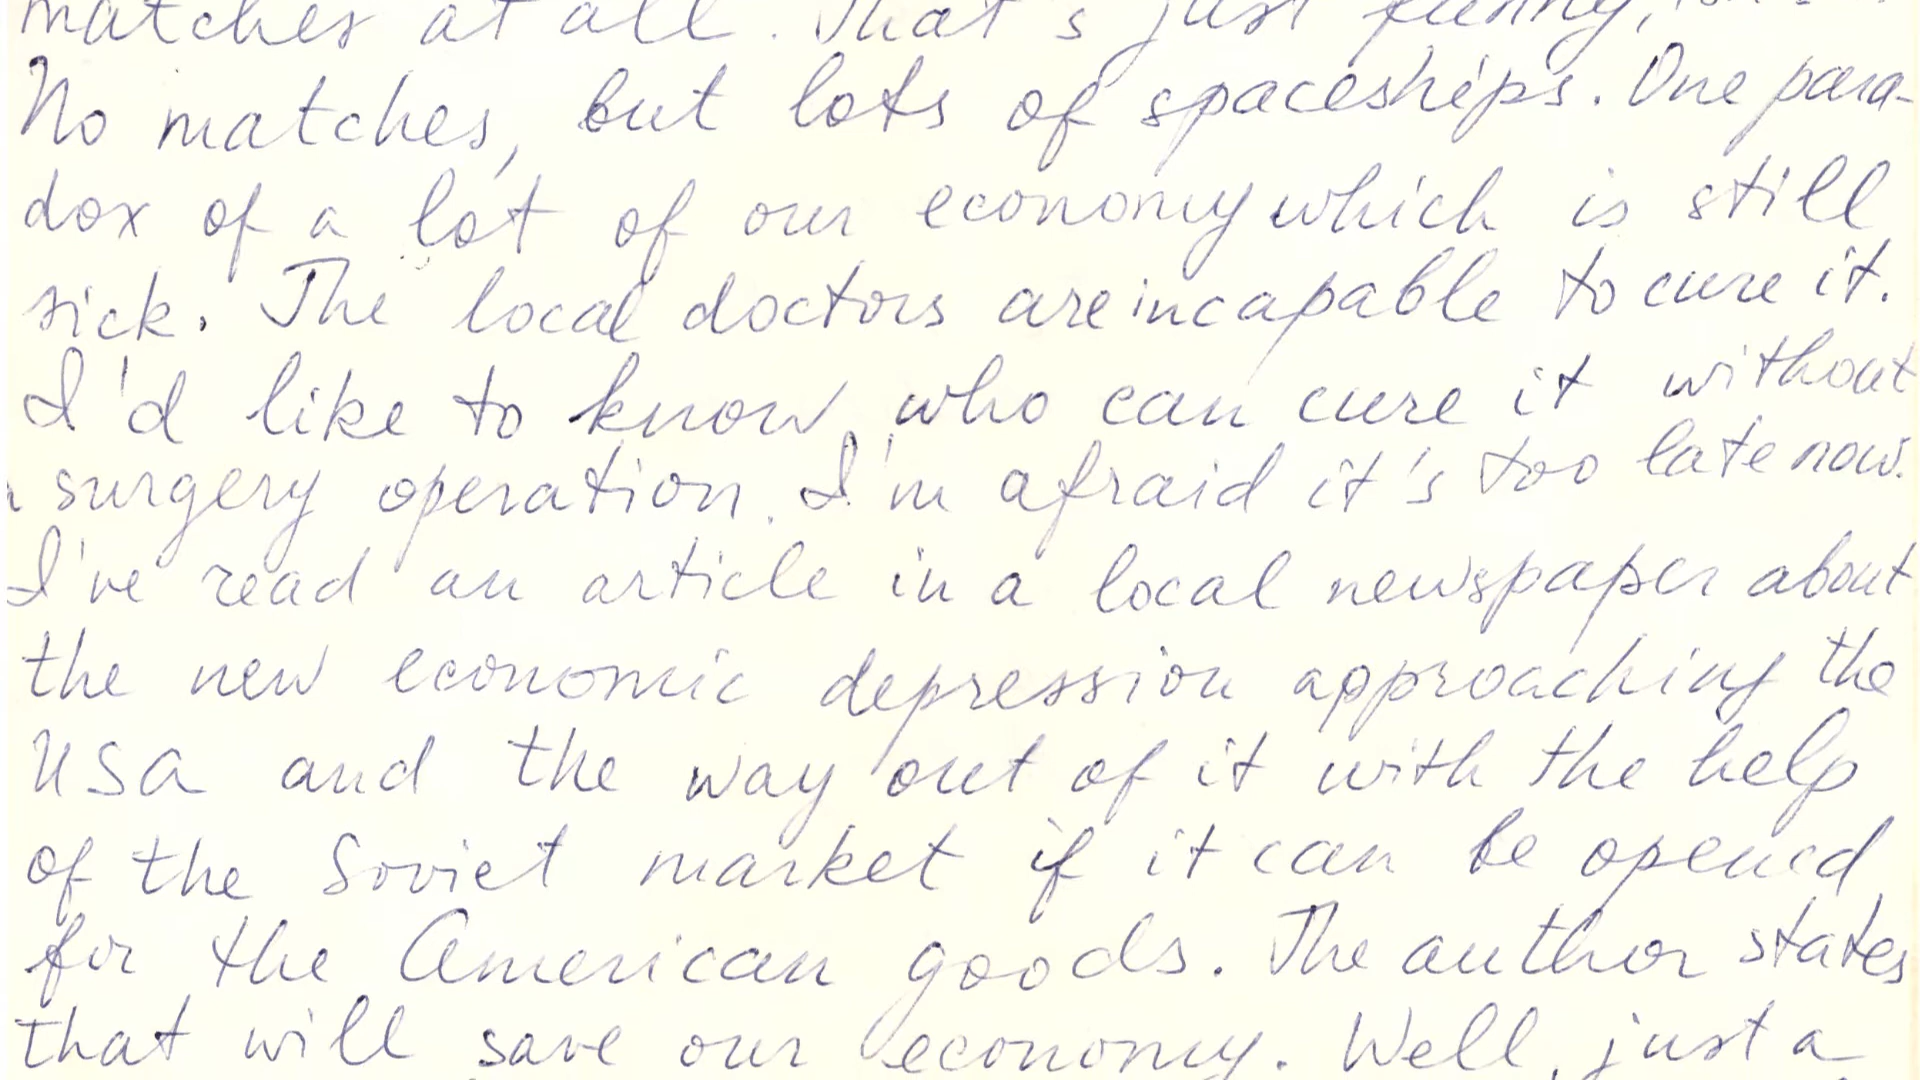 matches at all. That's just funny,
No matches, but lots of spaceships. One para-
dox of a lot of our economy which is still
sick. The local doctors are incapable to cure it.
I'd like to know who can cure it without
a surgery operation. I'm afraid it's too late now.
I've read an article in a local newspaper about
the new economic depression approaching the
USA and the way out of it with the help
of the Soviet market if it can be opened
for the American goods. The author states
that will save our economy. Well, just a